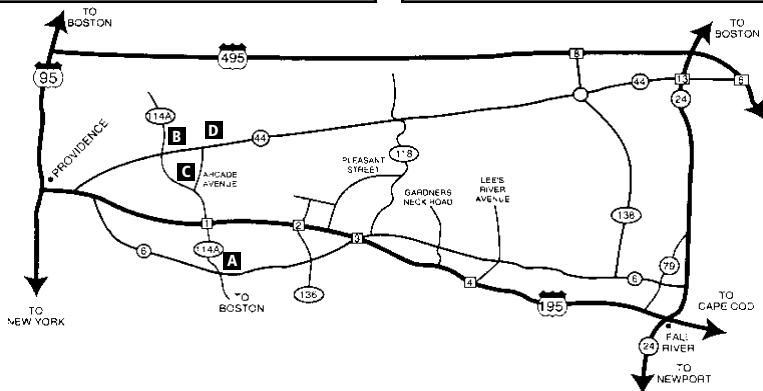 TO
BOSTON
TO
BOSTON
495
8
95
13
6
44
24
114A
B
D
44
PROVIDENCE
118
C
ARCADE
AVENUE
PLEASANT
STREET
LEE'S
RIVER
AVENUE
GARDNERS
NECK ROAD
138
1
2
3
114A
A
6
79
6
4
136
TO
BOSTON
195
TO
CAPE COD
TO
NEW YORK
FALL
RIVER
24
TO
NEWPORT